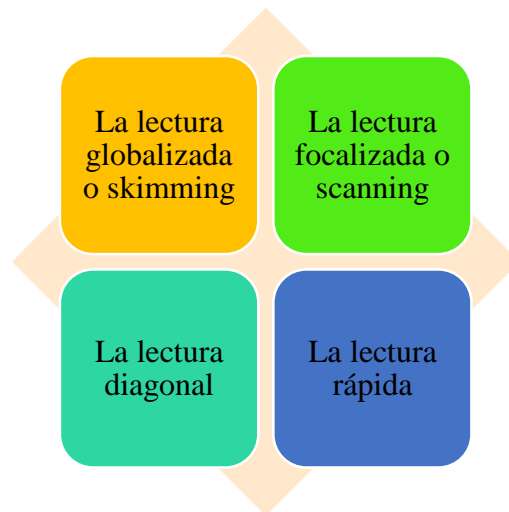 La lectura
globalizada
o skimming
La lectura
focalizada o
scanning
La lectura
diagonal
La lectura
rápida